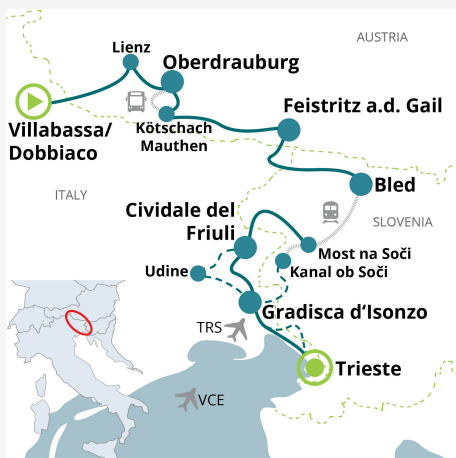 AUSTRIA
Lienz
Oberdrauburg
Feistritz a.d. Gail
Villabassa/
Dobbiaco
Kötschach
Mauthen
ITALY
Bled
SLOVENIA
Cividale del
Friuli
Most na Soči
Kanal ob Soči
Udine
Gradisca d‘Isonzo
TRS
Trieste
VCE